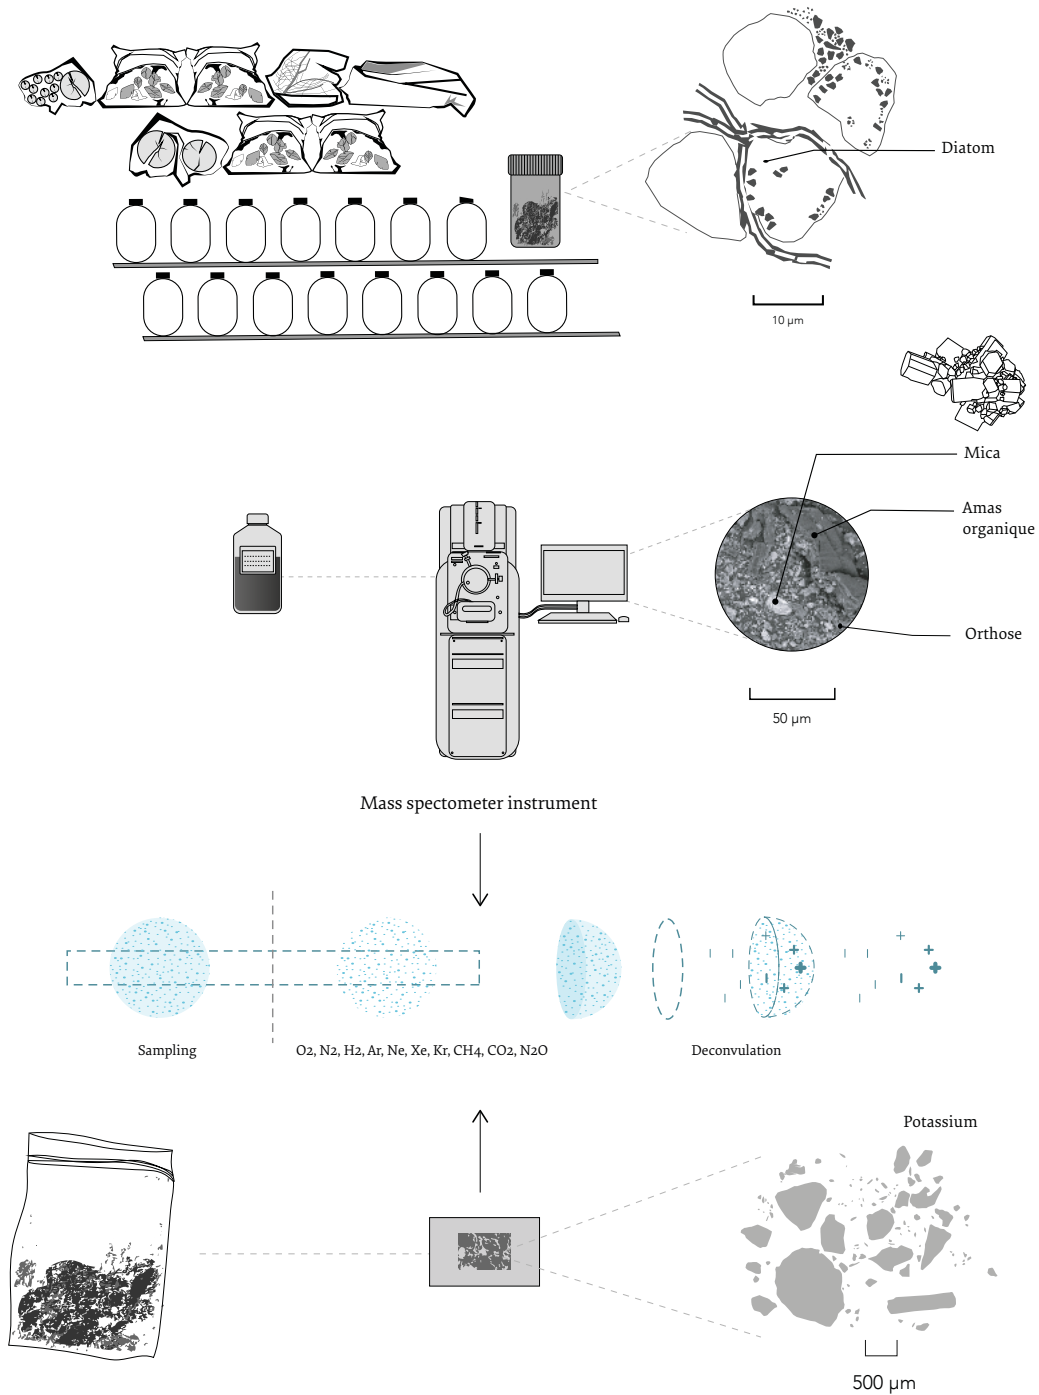 Diatom
10 µm
Mica
Amas
organique
Orthose
50 µm
Mass spectometer instrument
Sampling
O2, N2, H2, Ar, Ne, Xe, Kr, CH4, CO2, N2O
Deconvulation
Potassium
500 µm